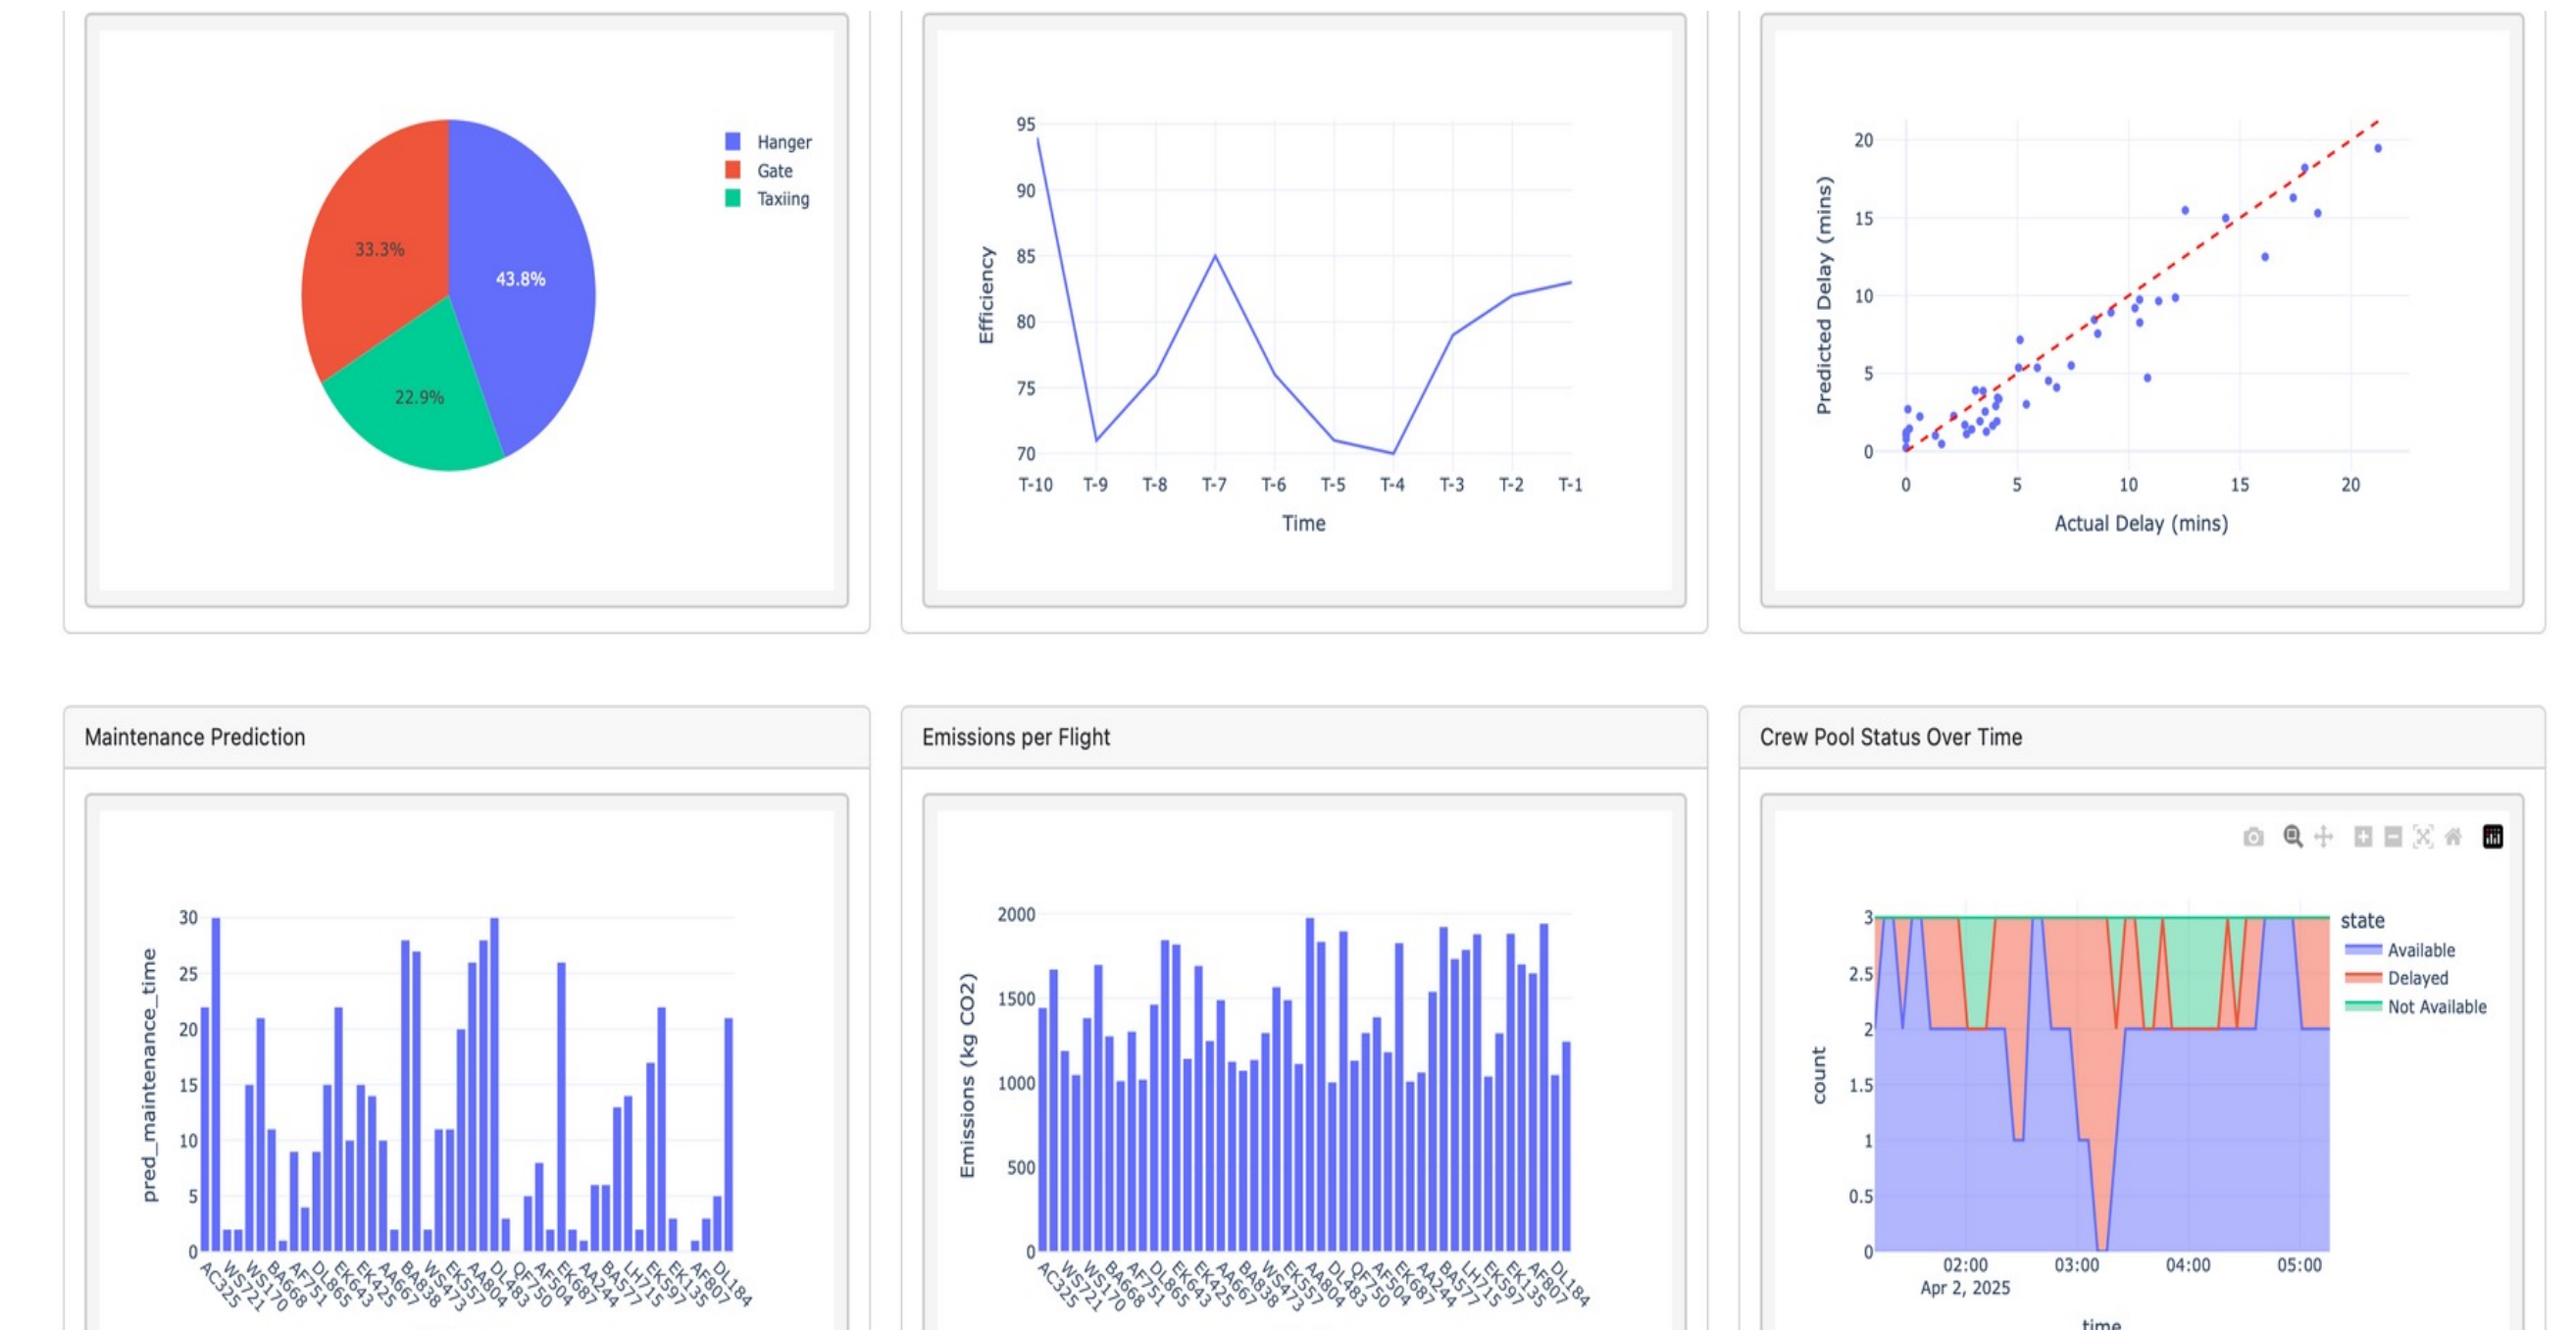 Hanger
Gate
Taxiing
33.3%
43.8%
22.9%
95
90
85
80
75
70
Efficiency
T-10 T-9 T-8 T-7 T-6 T-5 T-4 T-3 T-2 T-1
Time
20
15
10
5
0
Predicted Delay (mins)
0 5 10 15 20
Actual Delay (mins)
Maintenance Prediction
30
25
20
15
10
5
0
pred_maintenance_time
AC325 WS721 WS170 BA668 AF751 DL865 EK643 EK425 AA667 BA838 WS473 EK557 AA804 DL483 QF750 AF504 EK687 AA244 BA577 LH715 EK597 EK135 AF807 DL184
Emissions per Flight
2000
1500
1000
500
0
Emissions (kg CO2)
AC325 WS721 WS170 BA668 AF751 DL865 EK643 EK425 AA667 BA838 WS473 EK557 AA804 DL483 QF750 AF504 EK687 AA244 BA577 LH715 EK597 EK135 AF807 DL184
Crew Pool Status Over Time
3
2.5
2
1.5
1
0.5
0
count
state
Available
Delayed
Not Available
02:00 03:00 04:00 05:00
Apr 2, 2025
time